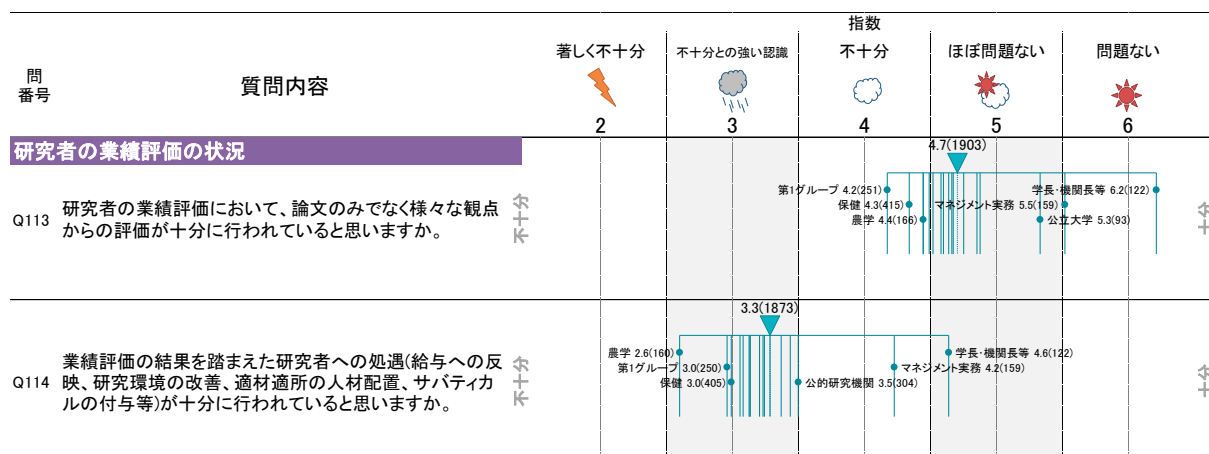 指数
著しく不十分 不十分との強い認識 不十分 ほぼ問題ない 問題ない
問
番号
質問内容
2 3 4 5 6
研究者の業績評価の状況
4.7(1903)
Q113 研究者の業績評価において、論文のみでなく様々な観点
からの評価が十分に行われていると思いますか。
不十分
第1グループ 4.2(251)
保健 4.3(415)
農学 4.4(166)
学長・機関長等 6.2(122)
マネジメント実務 5.5(159)
公立大学 5.3(93)
十分
3.3(1873)
Q114 業績評価の結果を踏まえた研究者への処遇(給与への反
映、研究環境の改善、適材適所の人材配置、サバティカ
ルの付与等)が十分に行われていると思いますか。
不十分
農学 2.6(160)
第1グループ 3.0(250)
保健 3.0(405)
学長・機関長等 4.6(122)
マネジメント実務 4.2(159)
公的研究機関 3.5(304)
十分